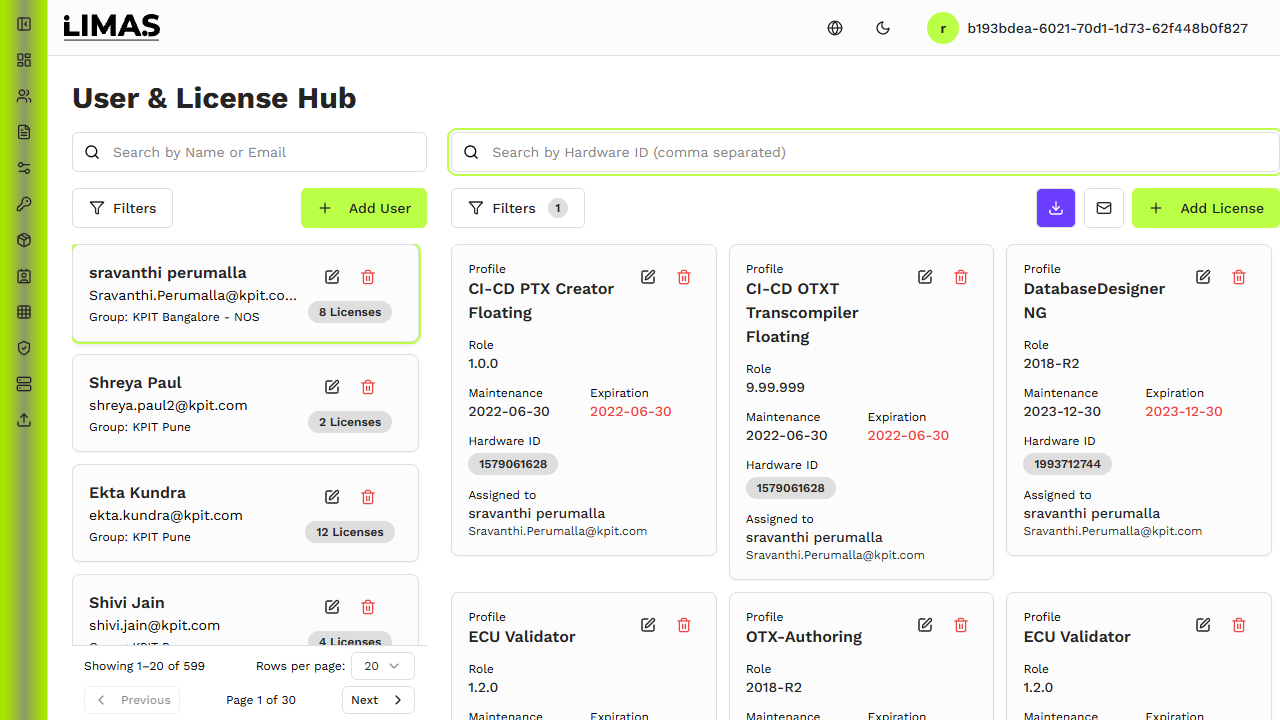 LIMAS
r
b193bdea-6021-70d1-1d73-62f448b0f827
User & License Hub
Search by Name or Email
Search by Hardware ID (comma separated)
Filters
Add User
Filters
1
Add License
sravanthi perumalla
Sravanthi.Perumalla@kpit.co...
Group: KPIT Bangalore - NOS
8 Licenses
Shreya Paul
shreya.paul2@kpit.com
Group: KPIT Pune
2 Licenses
Ekta Kundra
ekta.kundra@kpit.com
Group: KPIT Pune
12 Licenses
Shivi Jain
shivi.jain@kpit.com
Group: KPIT Pune
4 Licenses
Showing 1–20 of 599
Rows per page:
20
Previous
Page 1 of 30
Next
Profile
CI-CD PTX Creator
Floating
Role
1.0.0
Maintenance
Expiration
2022-06-30
2022-06-30
Hardware ID
1579061628
Assigned to
sravanthi perumalla
Sravanthi.Perumalla@kpit.com
Profile
CI-CD OTXT
Transcompiler
Floating
Role
9.99.999
Maintenance
Expiration
2022-06-30
2022-06-30
Hardware ID
1579061628
Assigned to
sravanthi perumalla
Sravanthi.Perumalla@kpit.com
Profile
DatabaseDesigner
NG
Role
2018-R2
Maintenance
Expiration
2023-12-30
2023-12-30
Hardware ID
1993712744
Assigned to
sravanthi perumalla
Sravanthi.Perumalla@kpit.com
Profile
ECU Validator
Role
1.2.0
Maintenance
Expiration
Profile
OTX-Authoring
Role
2018-R2
Maintenance
Expiration
Profile
ECU Validator
Role
1.2.0
Maintenance
Expiration